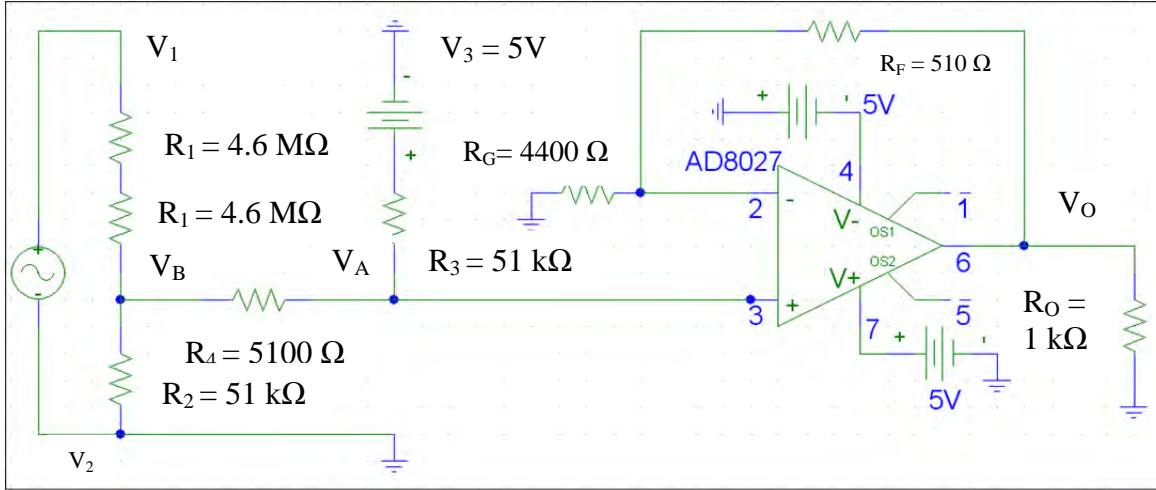 V1
V3 = 5V
-
+
R1 = 4.6 MΩ
R1 = 4.6 MΩ
RF = 510 Ω
+
'
5V
RG= 4400 Ω
AD8027
4
2
-
V-
OS1
1
VO
+
-
VB
VA
R3 = 51 kΩ
6
OS2
V+
3
+
5
7
RO =
1 kΩ
R4 = 5100 Ω
R2 = 51 kΩ
+
'
5V
V2